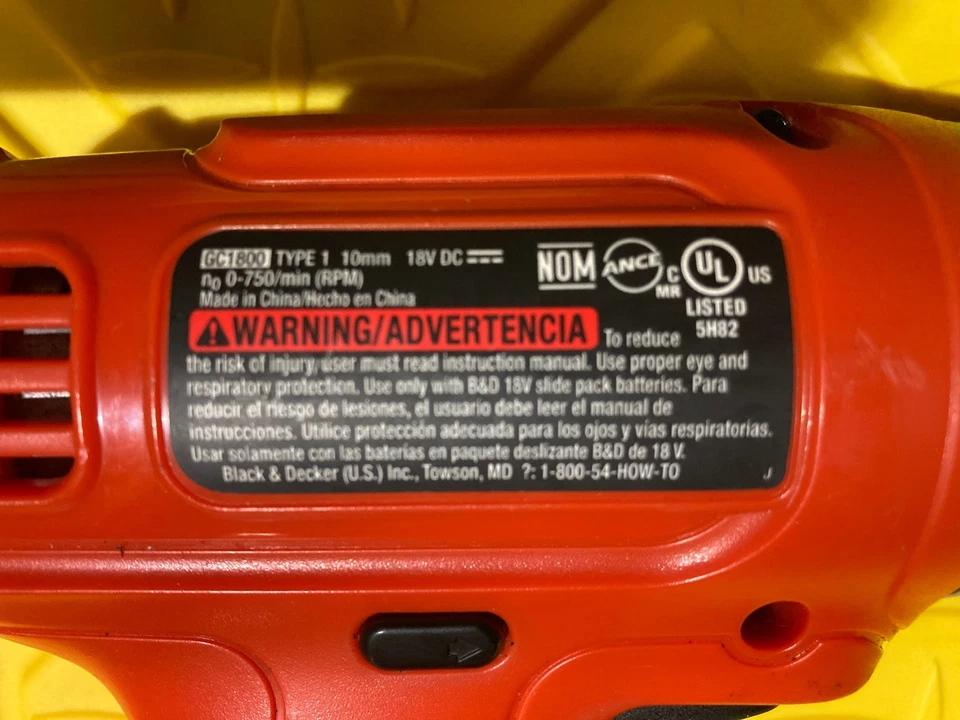 GC1800 TYPE 1 10mm 18V DC
n0 0-750/min (RPM)
Made in China/Hecho en China
NOM ANCE C MR UL US
LISTED
5H82
WARNING/ADVERTENCIA To reduce
the risk of injury, user must read instruction manual. Use proper eye and
respiratory protection. Use only with B&D 18V slide pack batteries. Para
reducir el riesgo de lesiones, el usuario debe leer el manual de
instrucciones. Utilice protección adecuada para los ojos y vías respiratorias.
Usar solamente con las baterías en paquete deslizante B&D de 18 V.
Black & Decker (U.S.) Inc., Towson, MD ?: 1-800-54-HOW-TO J